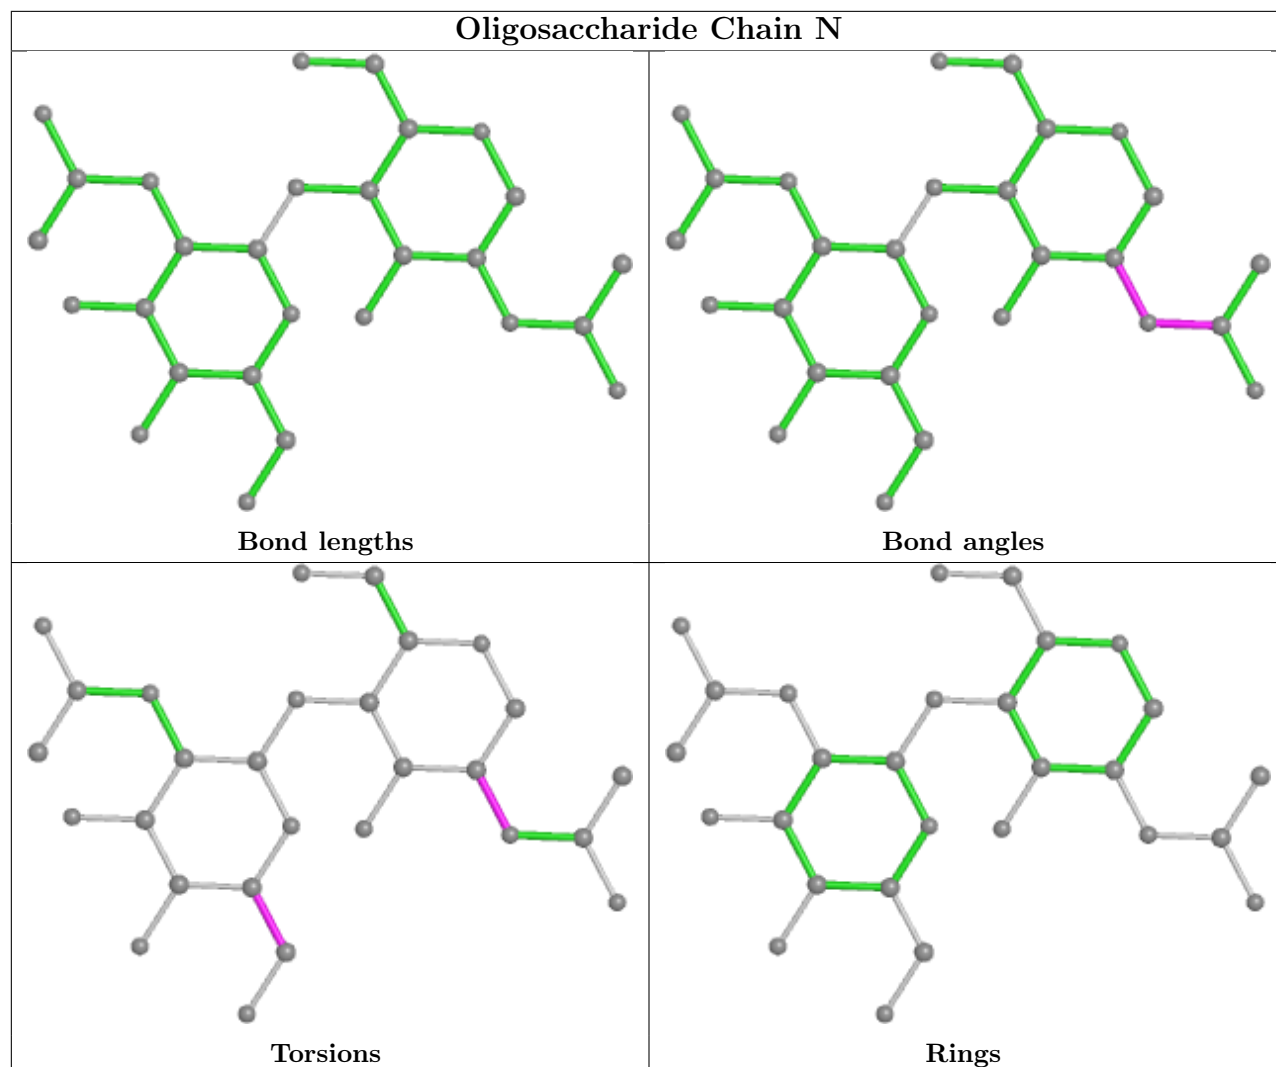 Oligosaccharide Chain N
Bond lengths
Bond angles
Torsions
Rings